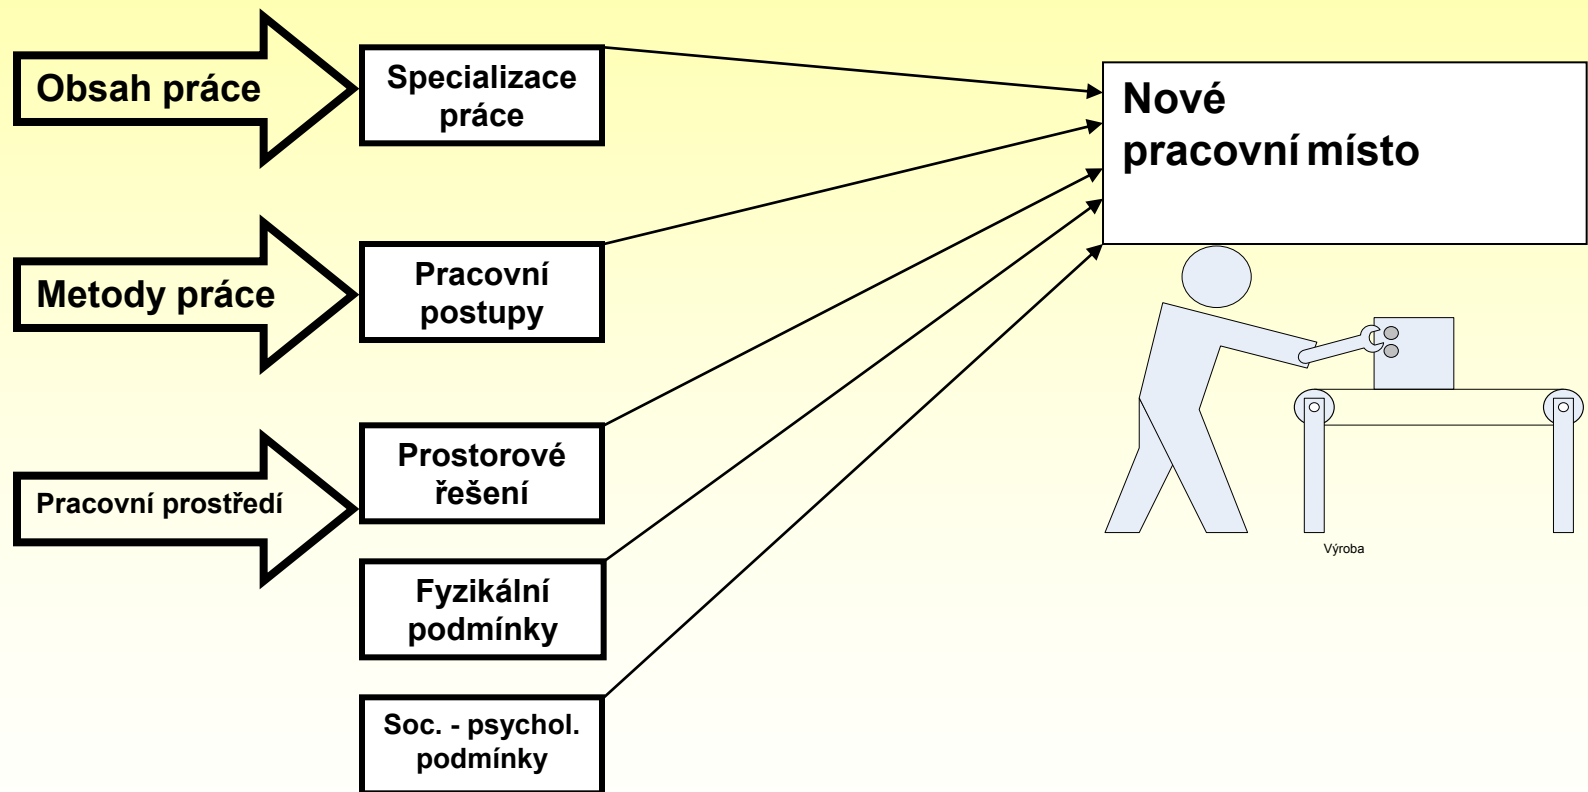 Obsah práce
Specializace
práce
Nové
pracovní místo
Metody práce
Pracovní
postupy
Pracovní prostředí
Prostorové
řešení
Výroba
Fyzikální
podmínky
Soc. - psychol.
podmínky